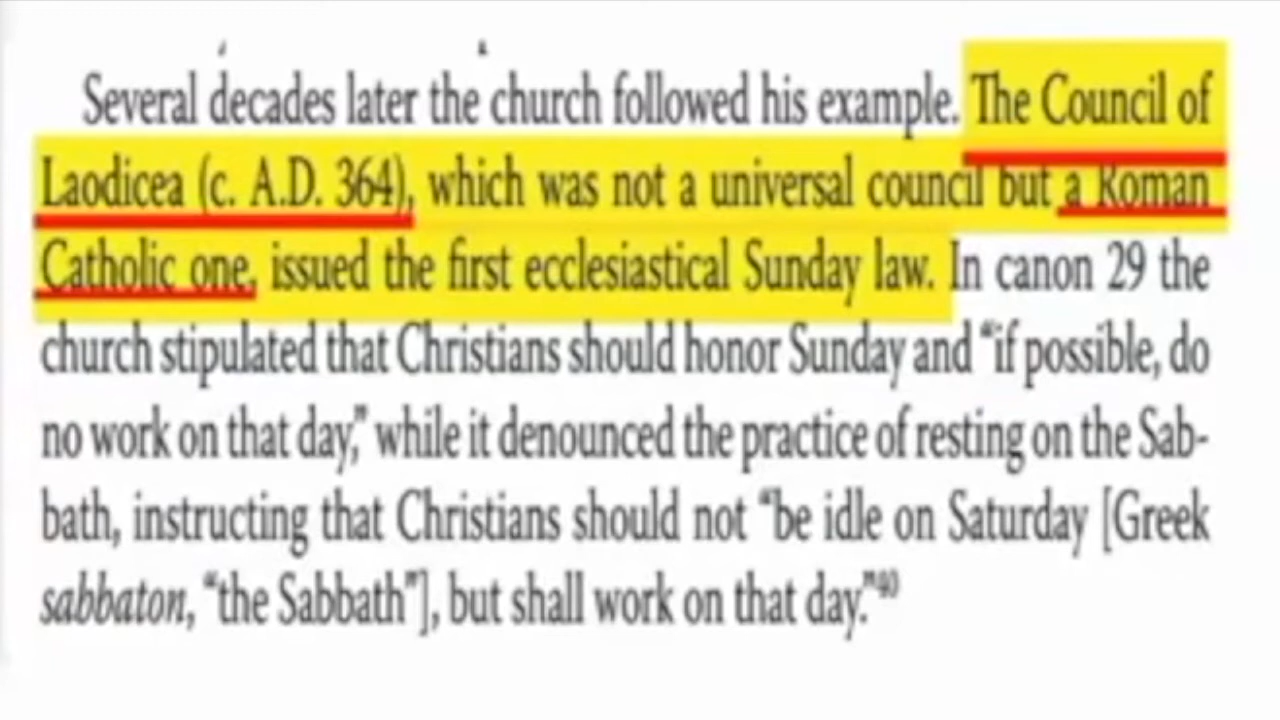 Several decades later the church followed his example. The Council of
Laodicea (c. A.D. 364), which was not a universal council but a Roman
Catholic one, issued the first ecclesiastical Sunday law. In canon 29 the
church stipulated that Christians should honor Sunday and “if possible, do
no work on that day,” while it denounced the practice of resting on the Sab-
bath, instructing that Christians should not “be idle on Saturday [Greek
sabbaton, “the Sabbath”], but shall work on that day.”40